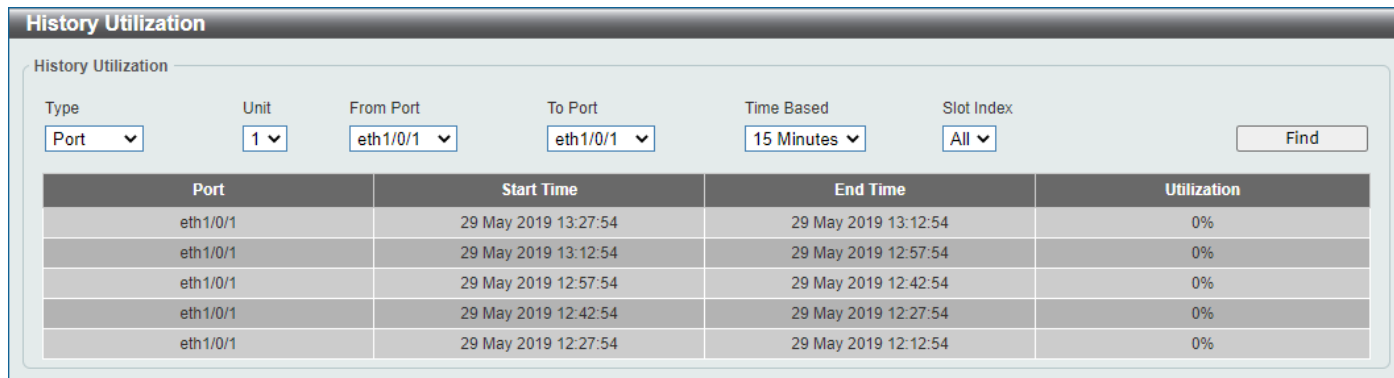 History Utilization
History Utilization
Type Unit From Port To Port Time Based Slot Index
Port 1 eth1/0/1 eth1/0/1 15 Minutes All Find
Port Start Time End Time Utilization
eth1/0/1 29 May 2019 13:27:54 29 May 2019 13:12:54 0%
eth1/0/1 29 May 2019 13:12:54 29 May 2019 12:57:54 0%
eth1/0/1 29 May 2019 12:57:54 29 May 2019 12:42:54 0%
eth1/0/1 29 May 2019 12:42:54 29 May 2019 12:27:54 0%
eth1/0/1 29 May 2019 12:27:54 29 May 2019 12:12:54 0%